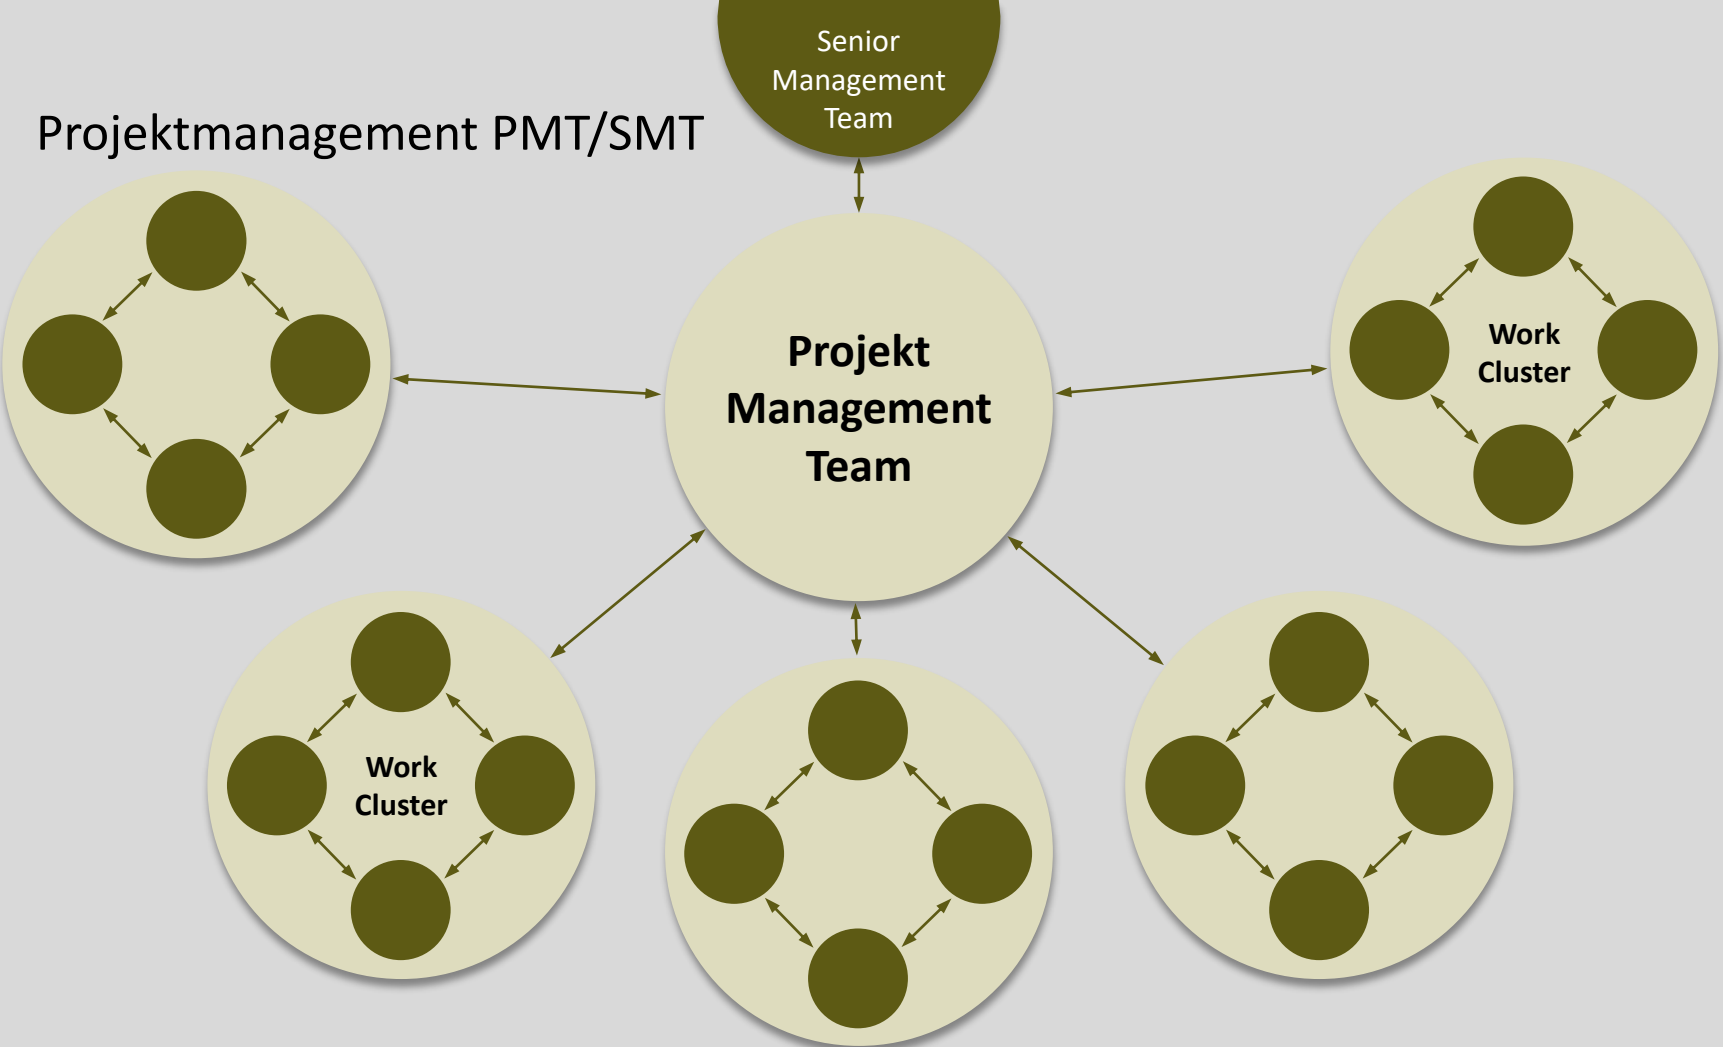 Senior
Management
Team
Projektmanagement PMT/SMT
Projekt
Management
Team
Work
Cluster
Work
Cluster